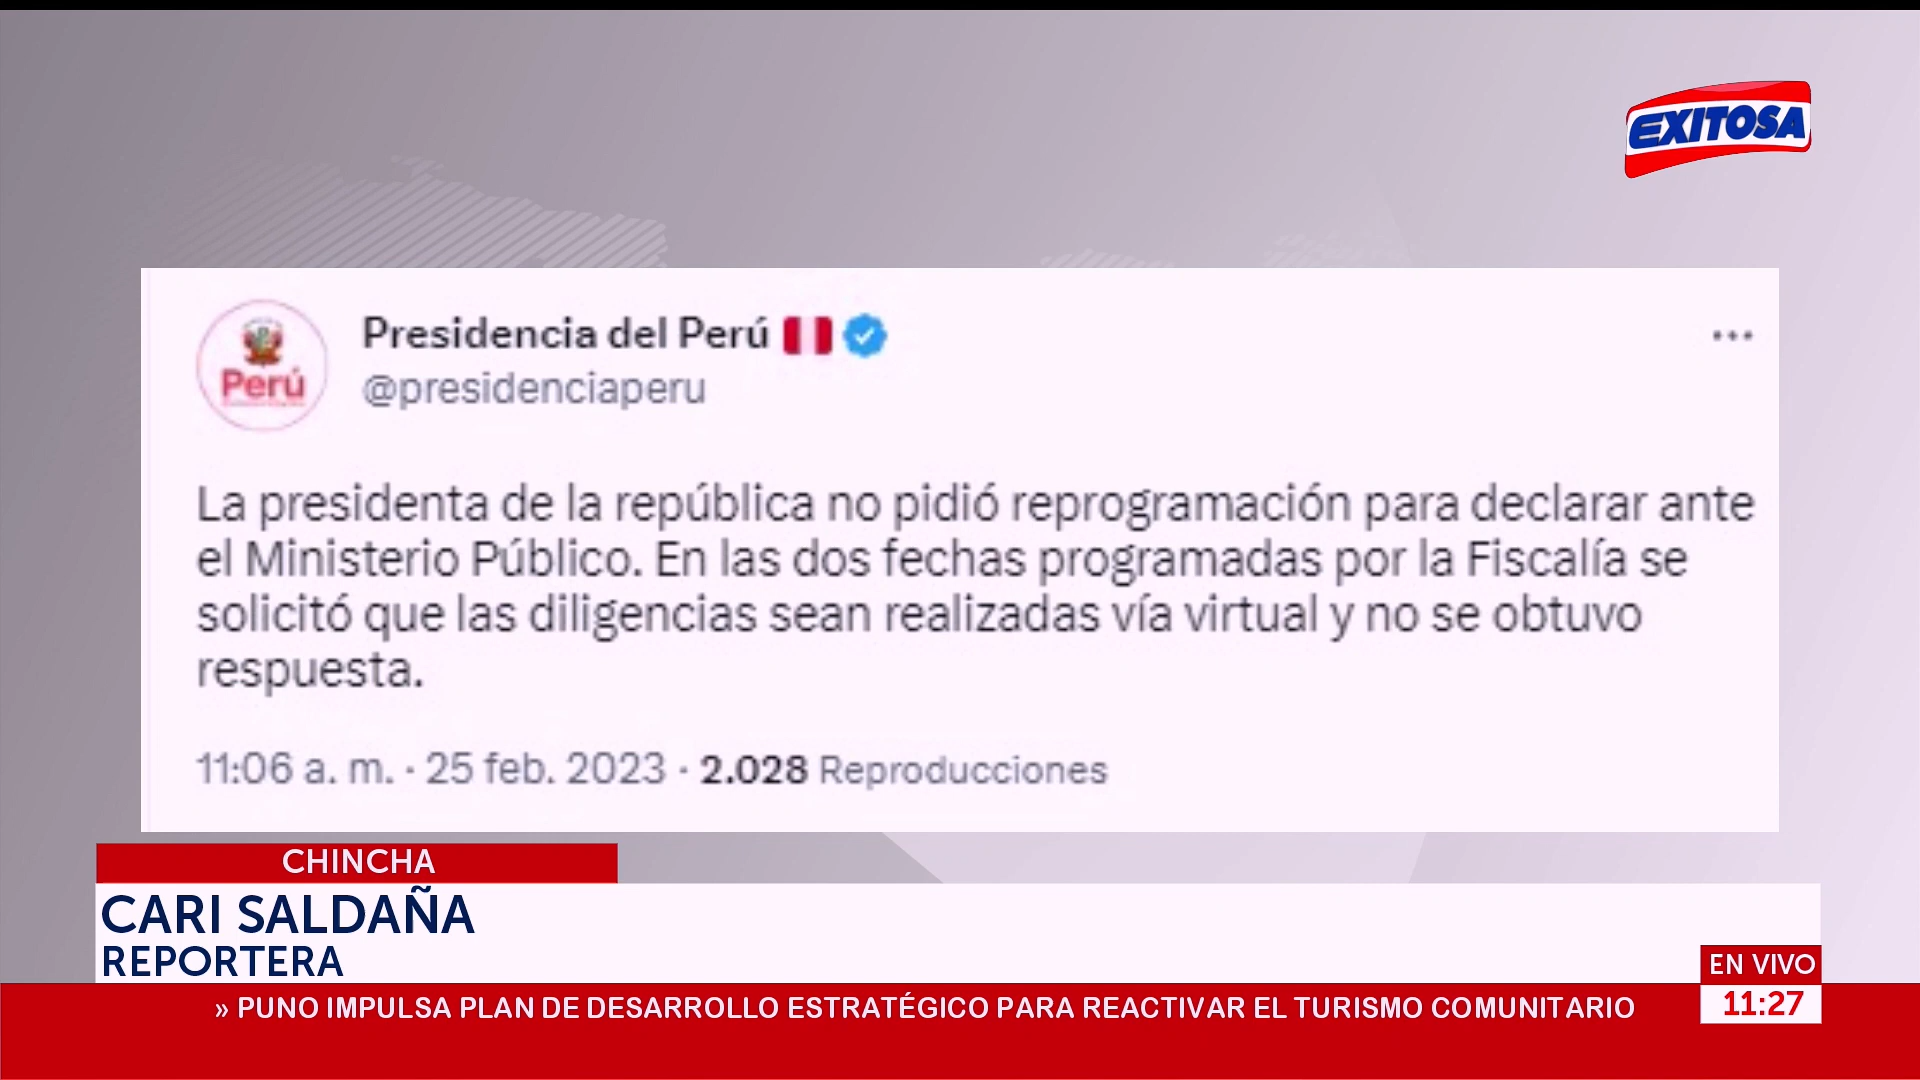 EXITOSA
Presidencia del Perú
@presidenciaperu
Perú
La presidenta de la república no pidió reprogramación para declarar ante
el Ministerio Público. En las dos fechas programadas por la Fiscalía se
solicitó que las diligencias sean realizadas vía virtual y no se obtuvo
respuesta.
11:06 a. m. · 25 feb. 2023 · 2.028 Reproducciones
CHINCHA
CARI SALDAÑA
REPORTERA
EN VIVO
11:27
» PUNO IMPULSA PLAN DE DESARROLLO ESTRATÉGICO PARA REACTIVAR EL TURISMO COMUNITARIO